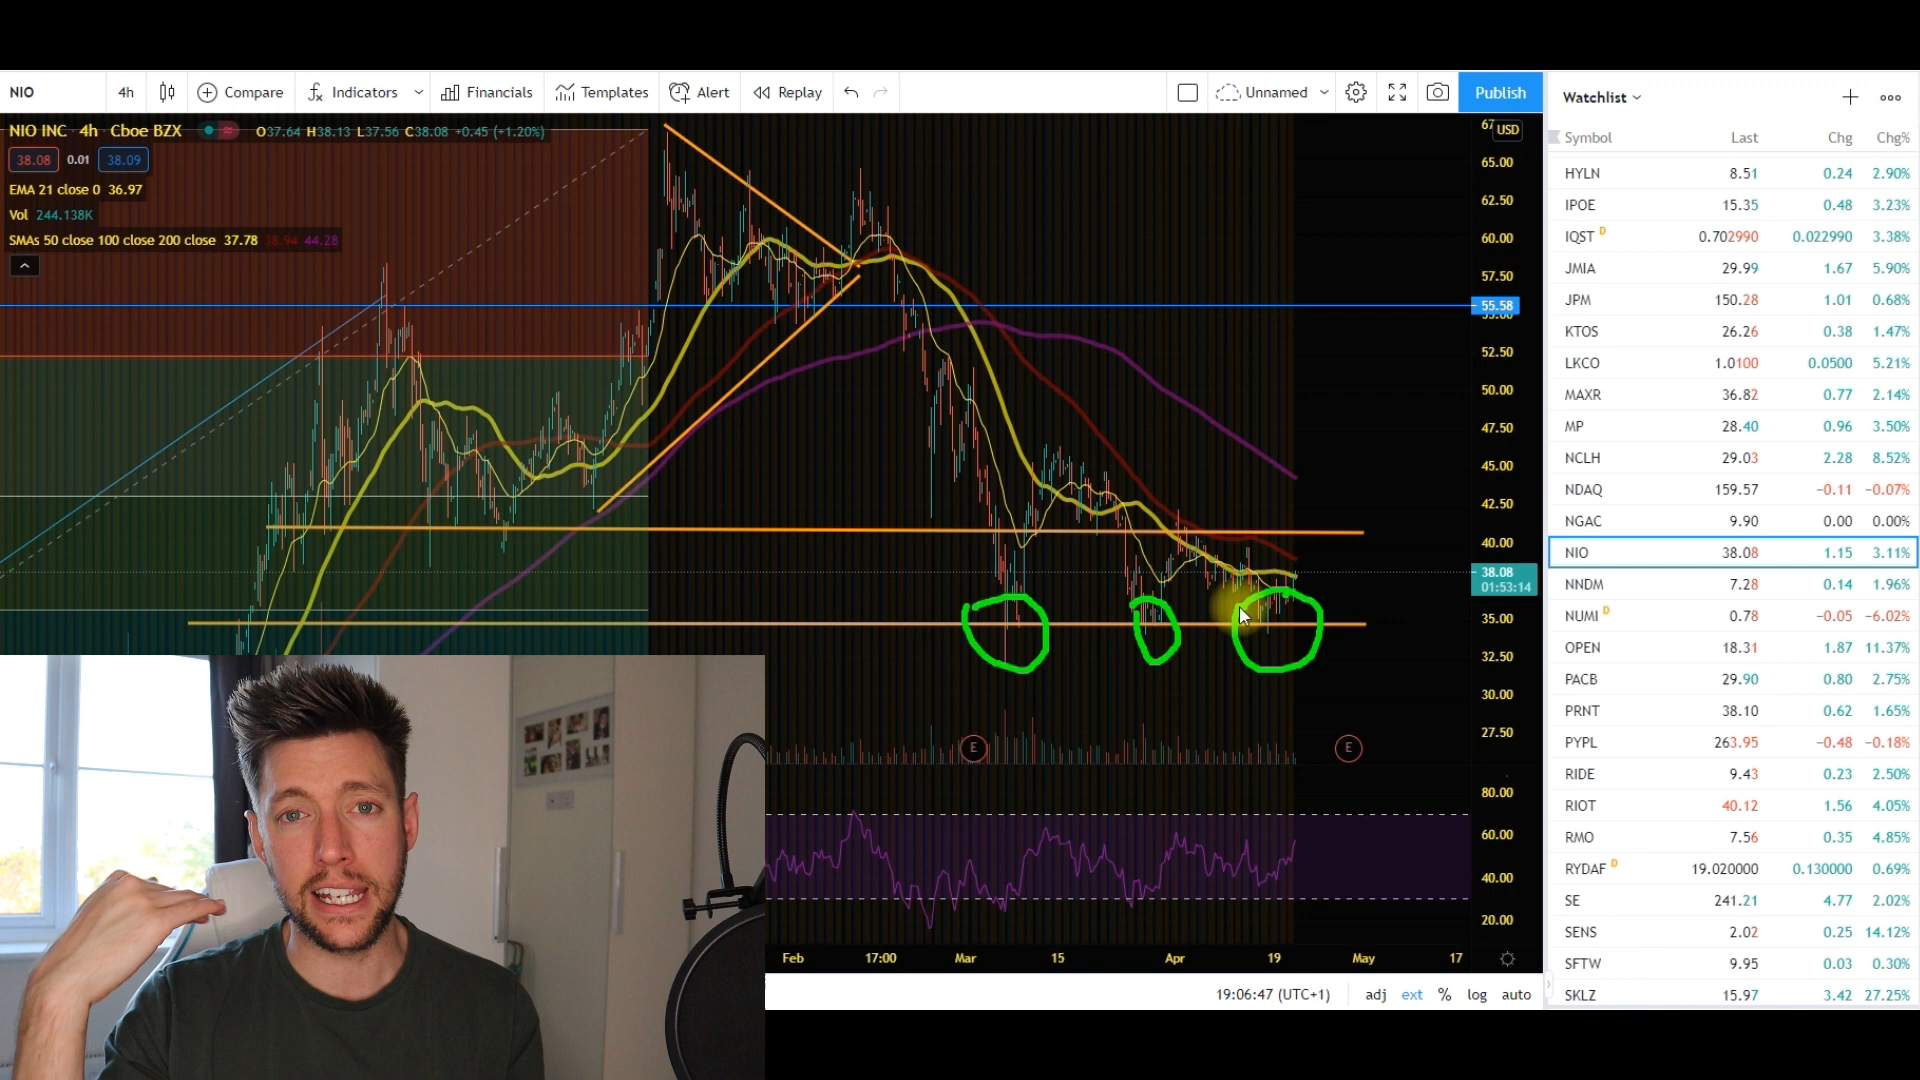 NIO 4h Compare Indicators Financials Templates Alert Replay Unnamed Publish
NIO INC 4h Cboe BZX O37.64 H38.13 L37.56 C38.08 +0.45 (+1.20%)
38.08 0.01 38.09
EMA 21 close 0 36.97
Vol 244.138K
SMAs 50 close 100 close 200 close 37.78 38.94 44.28
67 USD
65.00
62.50
60.00
57.50
55.58
55.00
52.50
50.00
47.50
45.00
42.50
40.00
38.08
01:53:14
35.00
32.50
30.00
27.50
E E
80.00
60.00
40.00
20.00
Feb 17:00 Mar 15 Apr 19 May 17
19:06:47 (UTC+1) adj ext % log auto
Watchlist
Symbol Last Chg Chg%
HYLN 8.51 0.24 2.90%
IPOE 15.35 0.48 3.23%
IQST D 0.702990 0.022990 3.38%
JMIA 29.99 1.67 5.90%
JPM 150.28 1.01 0.68%
KTOS 26.26 0.38 1.47%
LKCO 1.0100 0.0500 5.21%
MAXR 36.82 0.77 2.14%
MP 28.40 0.96 3.50%
NCLH 29.03 2.28 8.52%
NDAQ 159.57 −0.11 −0.07%
NGAC 9.90 0.00 0.00%
NIO 38.08 1.15 3.11%
NNDM 7.28 0.14 1.96%
NUMI D 0.78 −0.05 −6.02%
OPEN 18.31 1.87 11.37%
PACB 29.90 0.80 2.75%
PRNT 38.10 0.62 1.65%
PYPL 263.95 −0.48 −0.18%
RIDE 9.43 0.23 2.50%
RIOT 40.12 1.56 4.05%
RMO 7.56 0.35 4.85%
RYDAF D 19.020000 0.130000 0.69%
SE 241.21 4.77 2.02%
SENS 2.02 0.25 14.12%
SFTW 9.95 0.03 0.30%
SKLZ 15.97 3.42 27.25%